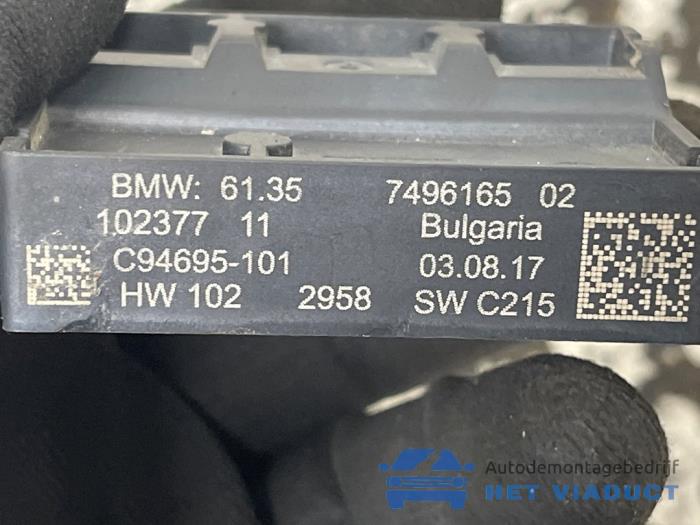 BMW: 61.35 7496165 02
102377 11 Bulgaria
C94695-101 03.08.17
HW 102 2958 SW C215
Autodemontagebedrijf
HET VIADUCT